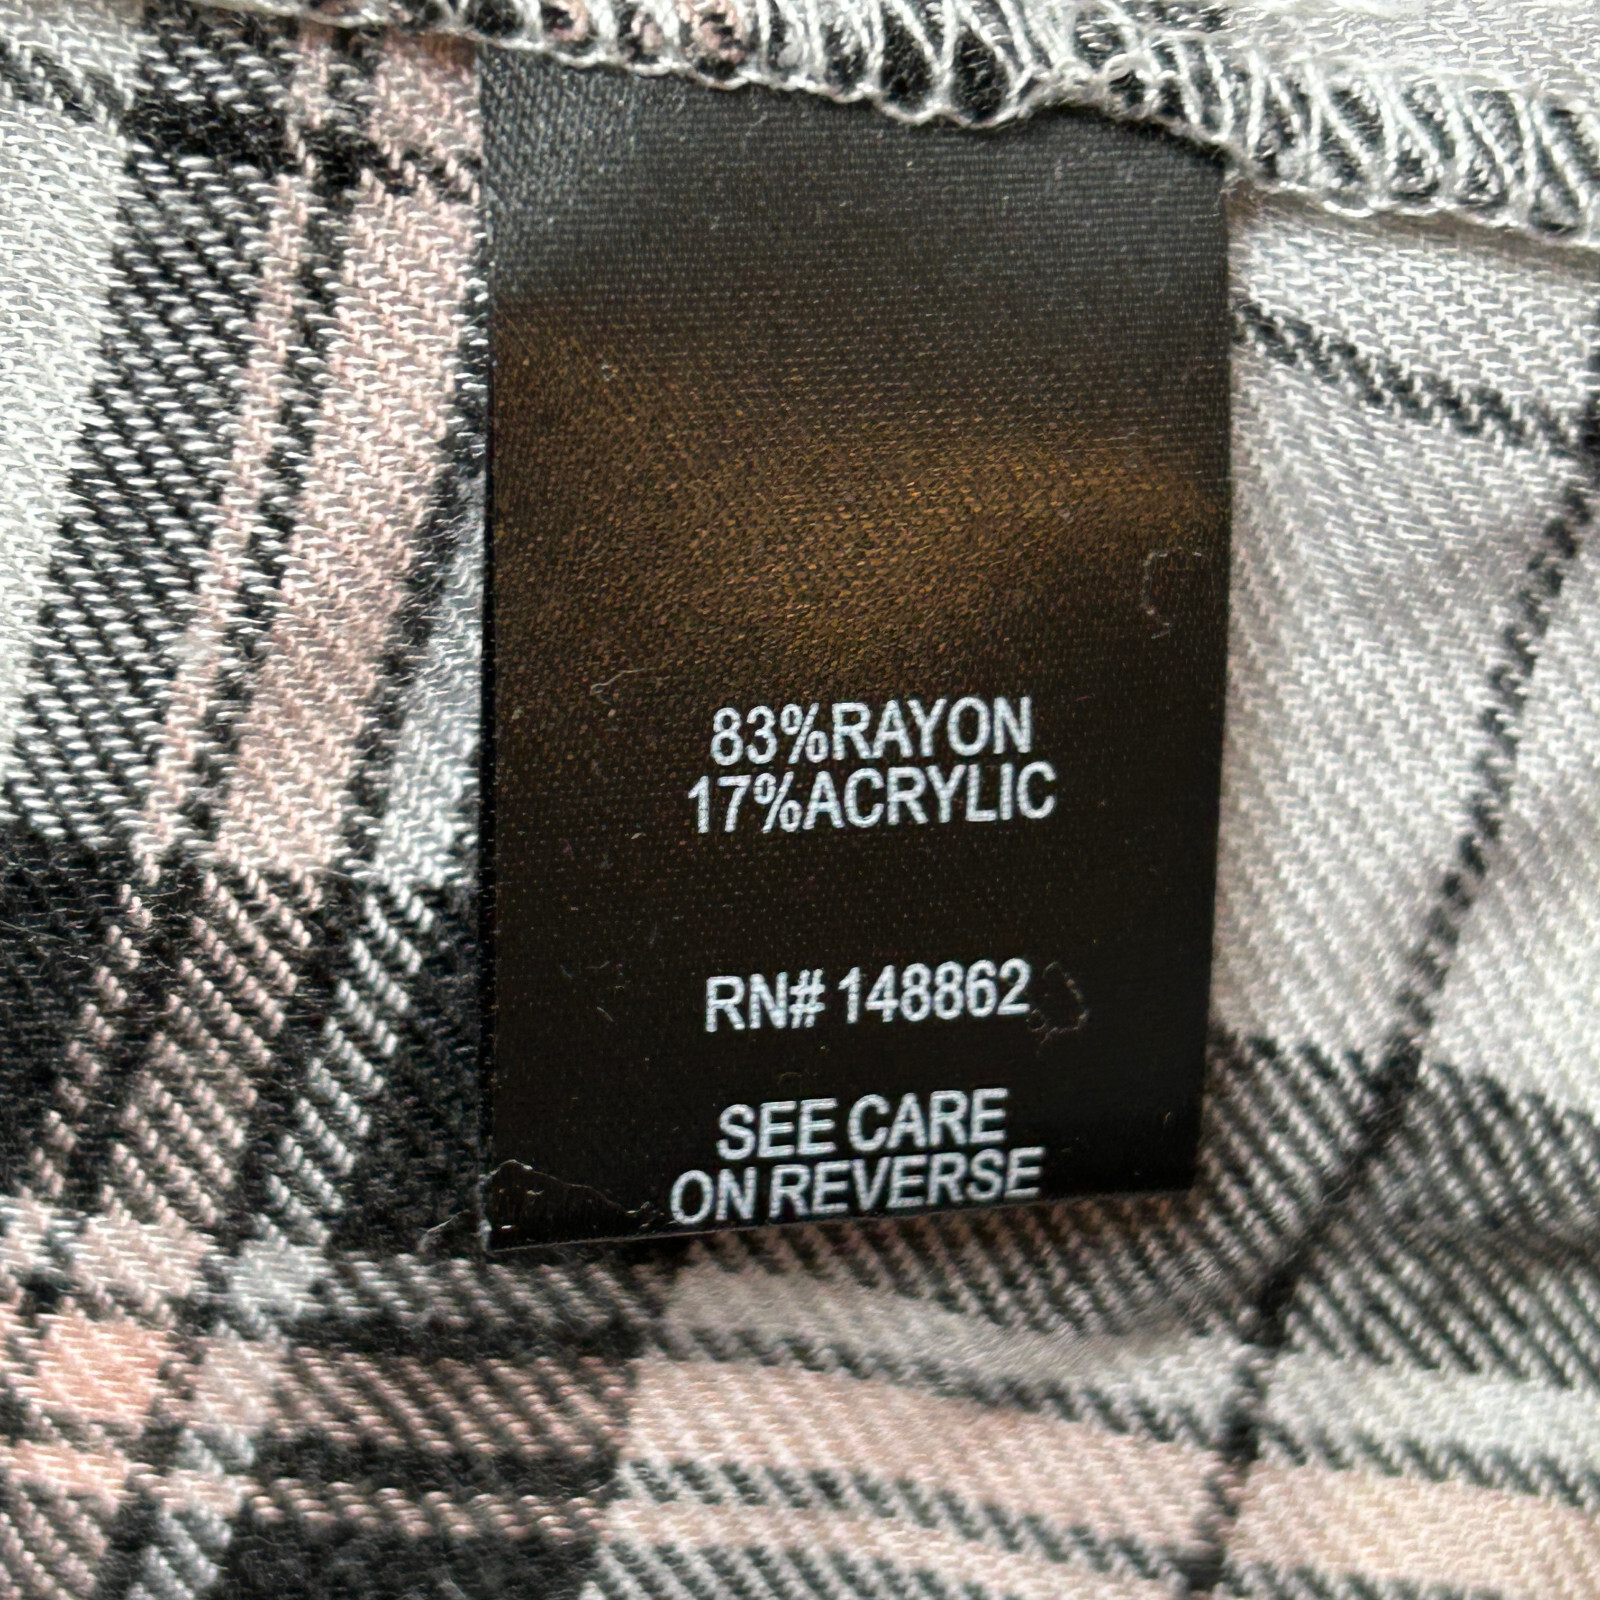 83%RAYON
17%ACRYLIC
RN# 148862
SEE CARE
ON REVERSE